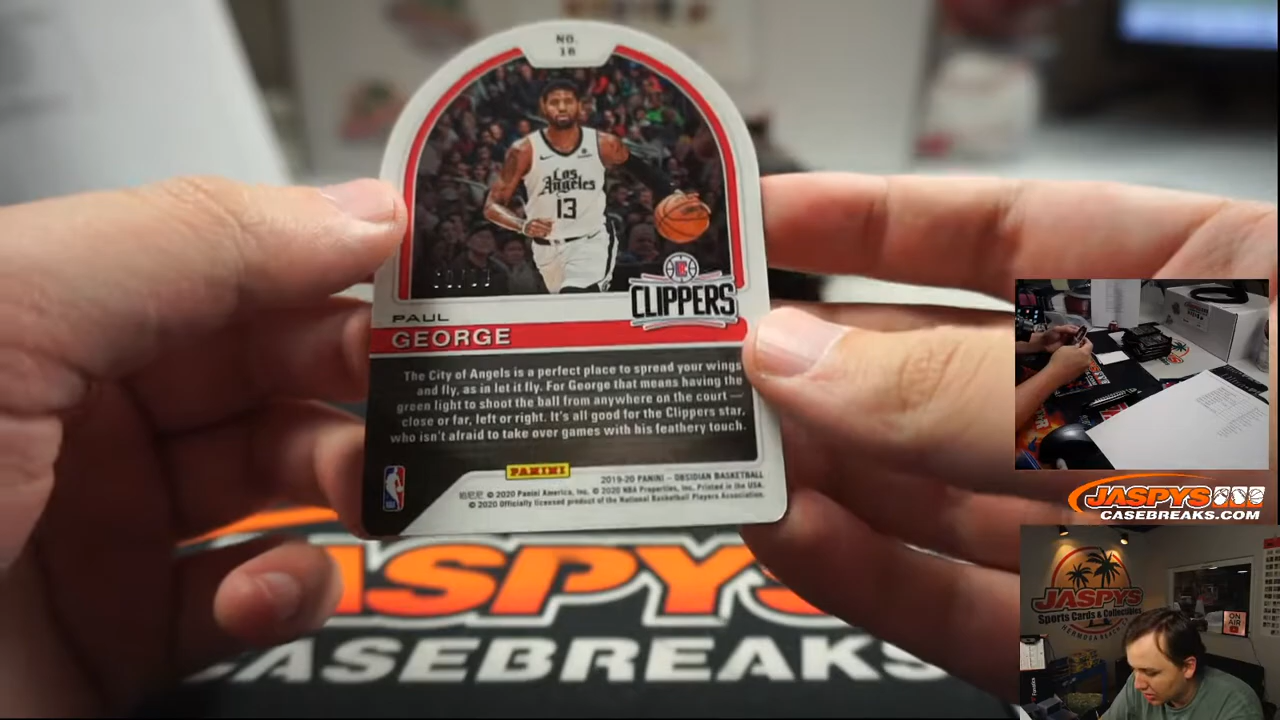 NO.
18
Los
Angeles
13
CLIPPERS
PAUL
GEORGE
The City of Angels is a perfect place to spread your wings
and fly, as in let it fly. For George that means having the
green light to shoot the ball from anywhere on the court —
close or far, left or right. It's all good for the Clippers star,
who isn't afraid to take over games with his feathery touch.
PANINI
2019-20 PANINI - OBSIDIAN BASKETBALL
© 2020 Panini America, Inc. © 2020 NBA Properties, Inc. Printed in the USA.
© 2020 Officially licensed product of the National Basketball Players Association.
JASPYS
CASEBREAKS
JASPYS
CASEBREAKS.COM
JASPYS
Sports Cards & Collectibles
ON
AIR